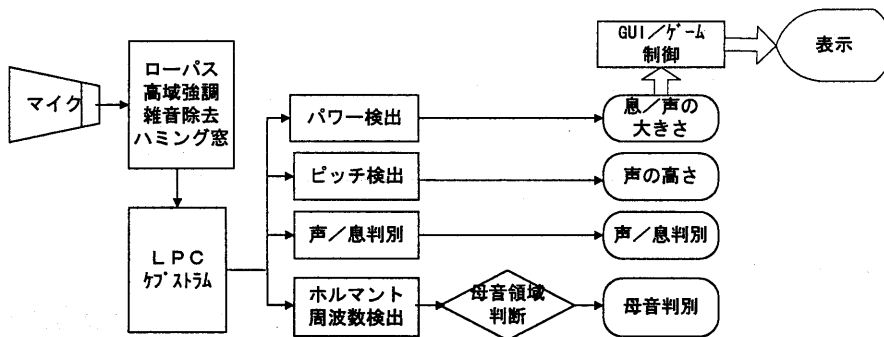 マイク
ローパス
高域強調
雑音除去
ハミング窓
LPC
ケプストラム
パワー検出
ピッチ検出
声/息判別
ホルマント
周波数検出
母音領域
判断
GUI/ゲーム
制御
表示
息/声の
大きさ
声の高さ
声/息判別
母音判別